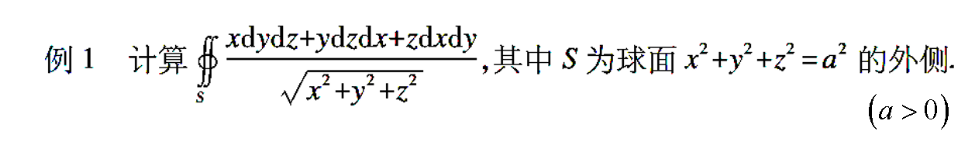 例1 计算 ∯_S (xdydz+ydzdx+zdxdy)/√(x²+y²+z²) ,其中 S 为球面 x²+y²+z²=a² 的外侧.
(a>0)